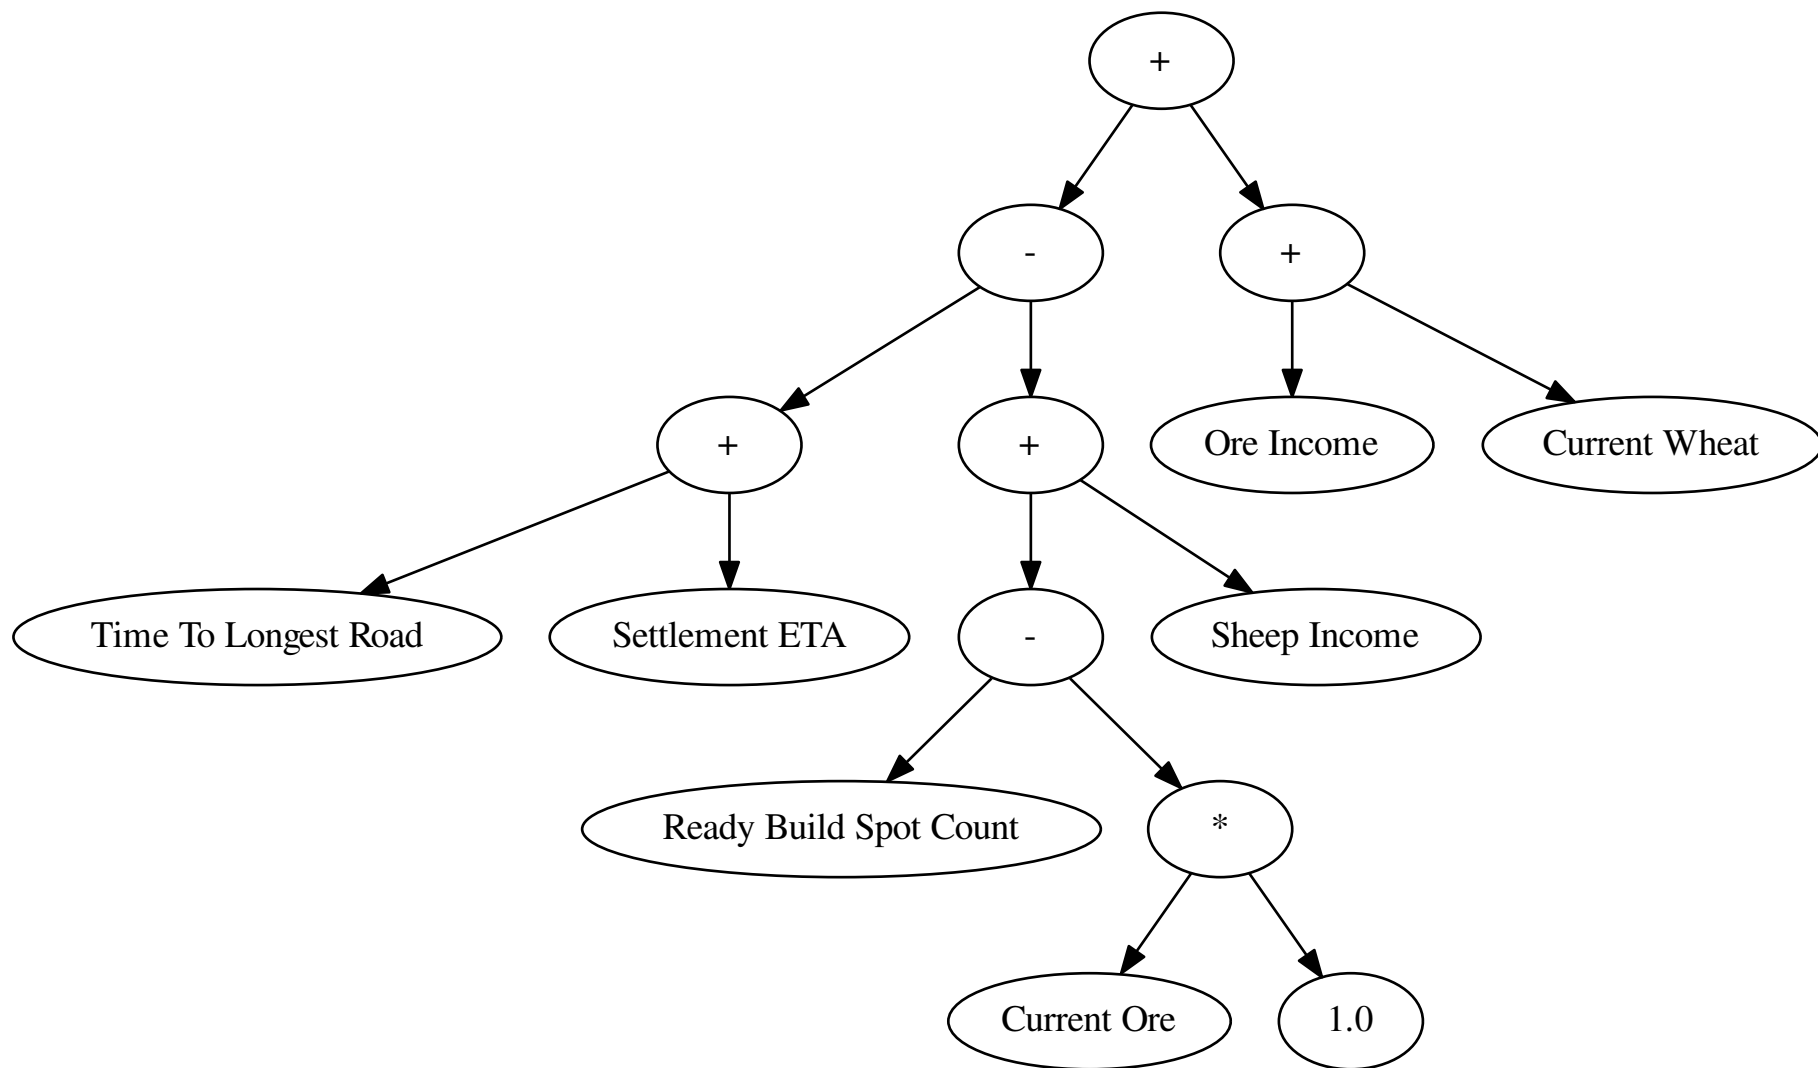 +
-
+
+
+
Ore Income
Current Wheat
Time To Longest Road
Settlement ETA
-
Sheep Income
Ready Build Spot Count
*
Current Ore
1.0